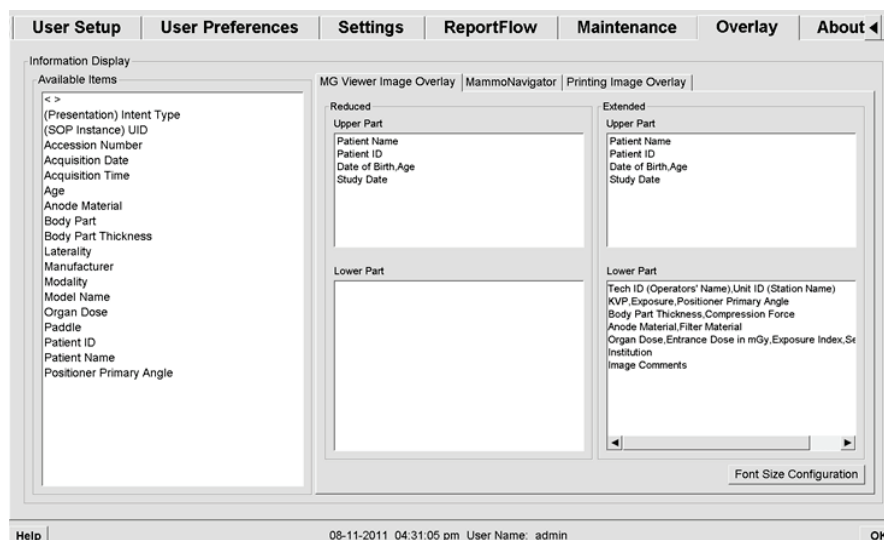 User Setup User Preferences Settings ReportFlow Maintenance Overlay About
Information Display
Available Items
< >
(Presentation) Intent Type
(SOP Instance) UID
Accession Number
Acquisition Date
Acquisition Time
Age
Anode Material
Body Part
Body Part Thickness
Laterality
Manufacturer
Modality
Model Name
Organ Dose
Paddle
Patient ID
Patient Name
Positioner Primary Angle
MG Viewer Image Overlay MammoNavigator Printing Image Overlay
Reduced
Upper Part
Patient Name
Patient ID
Date of Birth,Age
Study Date
Lower Part
Extended
Upper Part
Patient Name
Patient ID
Date of Birth,Age
Study Date
Lower Part
Tech ID (Operators' Name),Unit ID (Station Name)
KVP,Exposure,Positioner Primary Angle
Body Part Thickness,Compression Force
Anode Material,Filter Material
Organ Dose,Entrance Dose in mGy,Exposure Index,Se
Institution
Image Comments
Font Size Configuration
Help 08-11-2011 04:31:05 pm User Name: admin OK